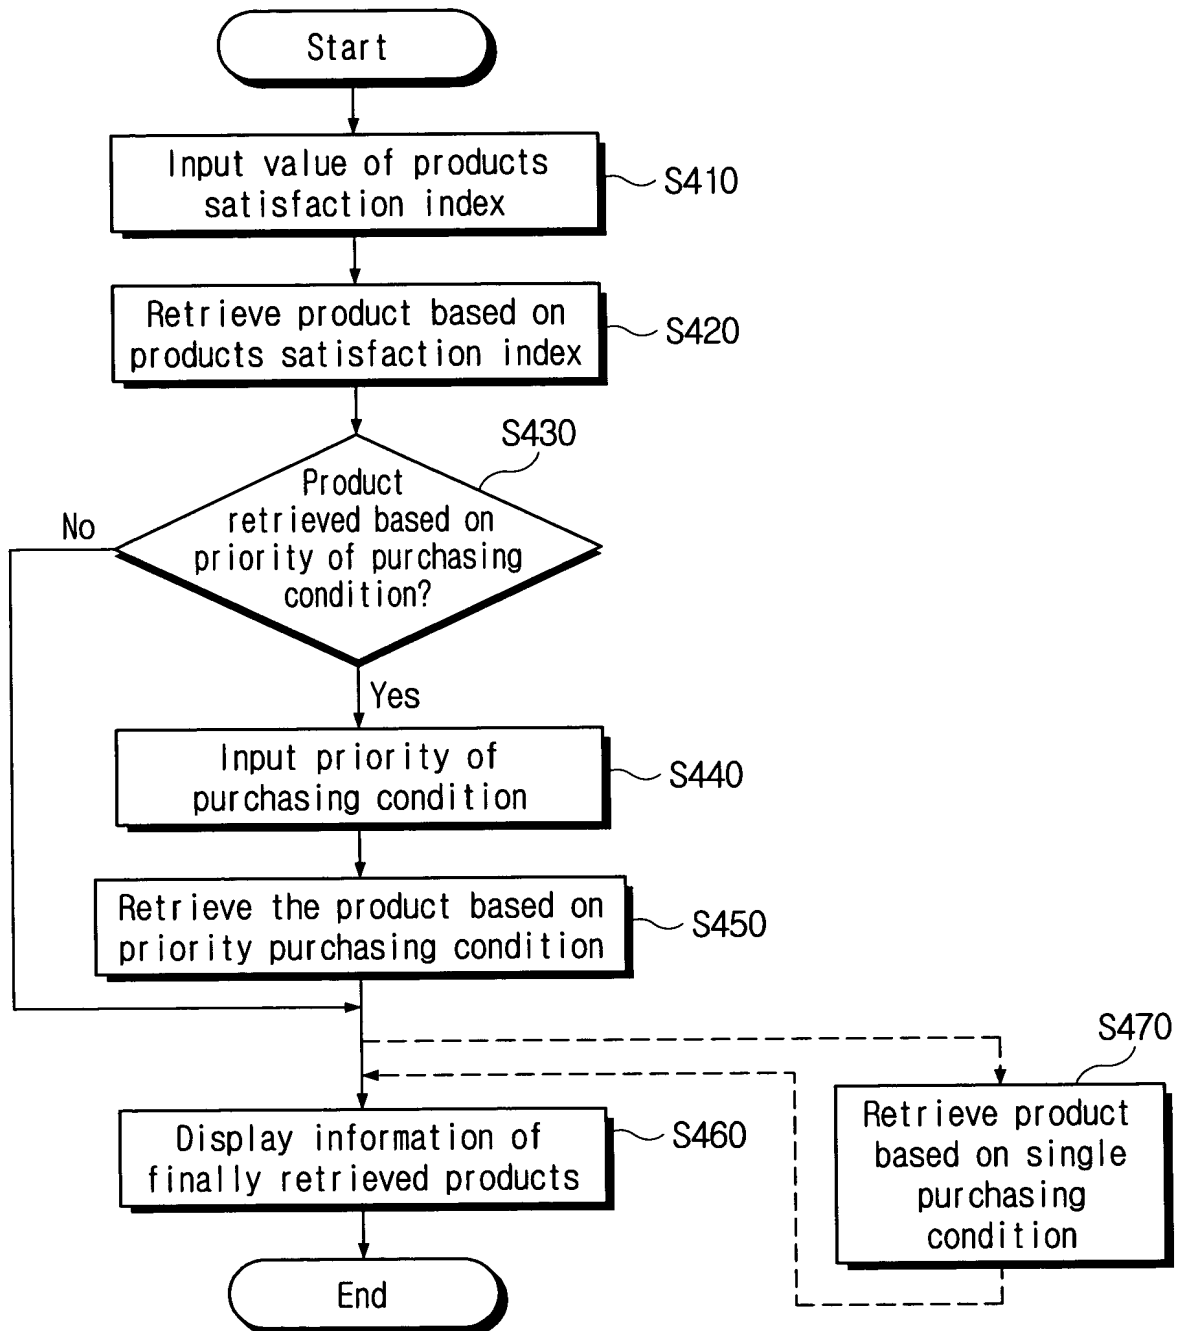 Start
Input value of products
satisfaction index
S410
Retrieve product based on
products satisfaction index
S420
S430
Product
retrieved based on
priority of purchasing
condition?
No
Yes
Input priority of
purchasing condition
S440
Retrieve the product based on
priority purchasing condition
S450
S470
Retrieve product
based on single
purchasing
condition
Display information of
finally retrieved products
S460
End